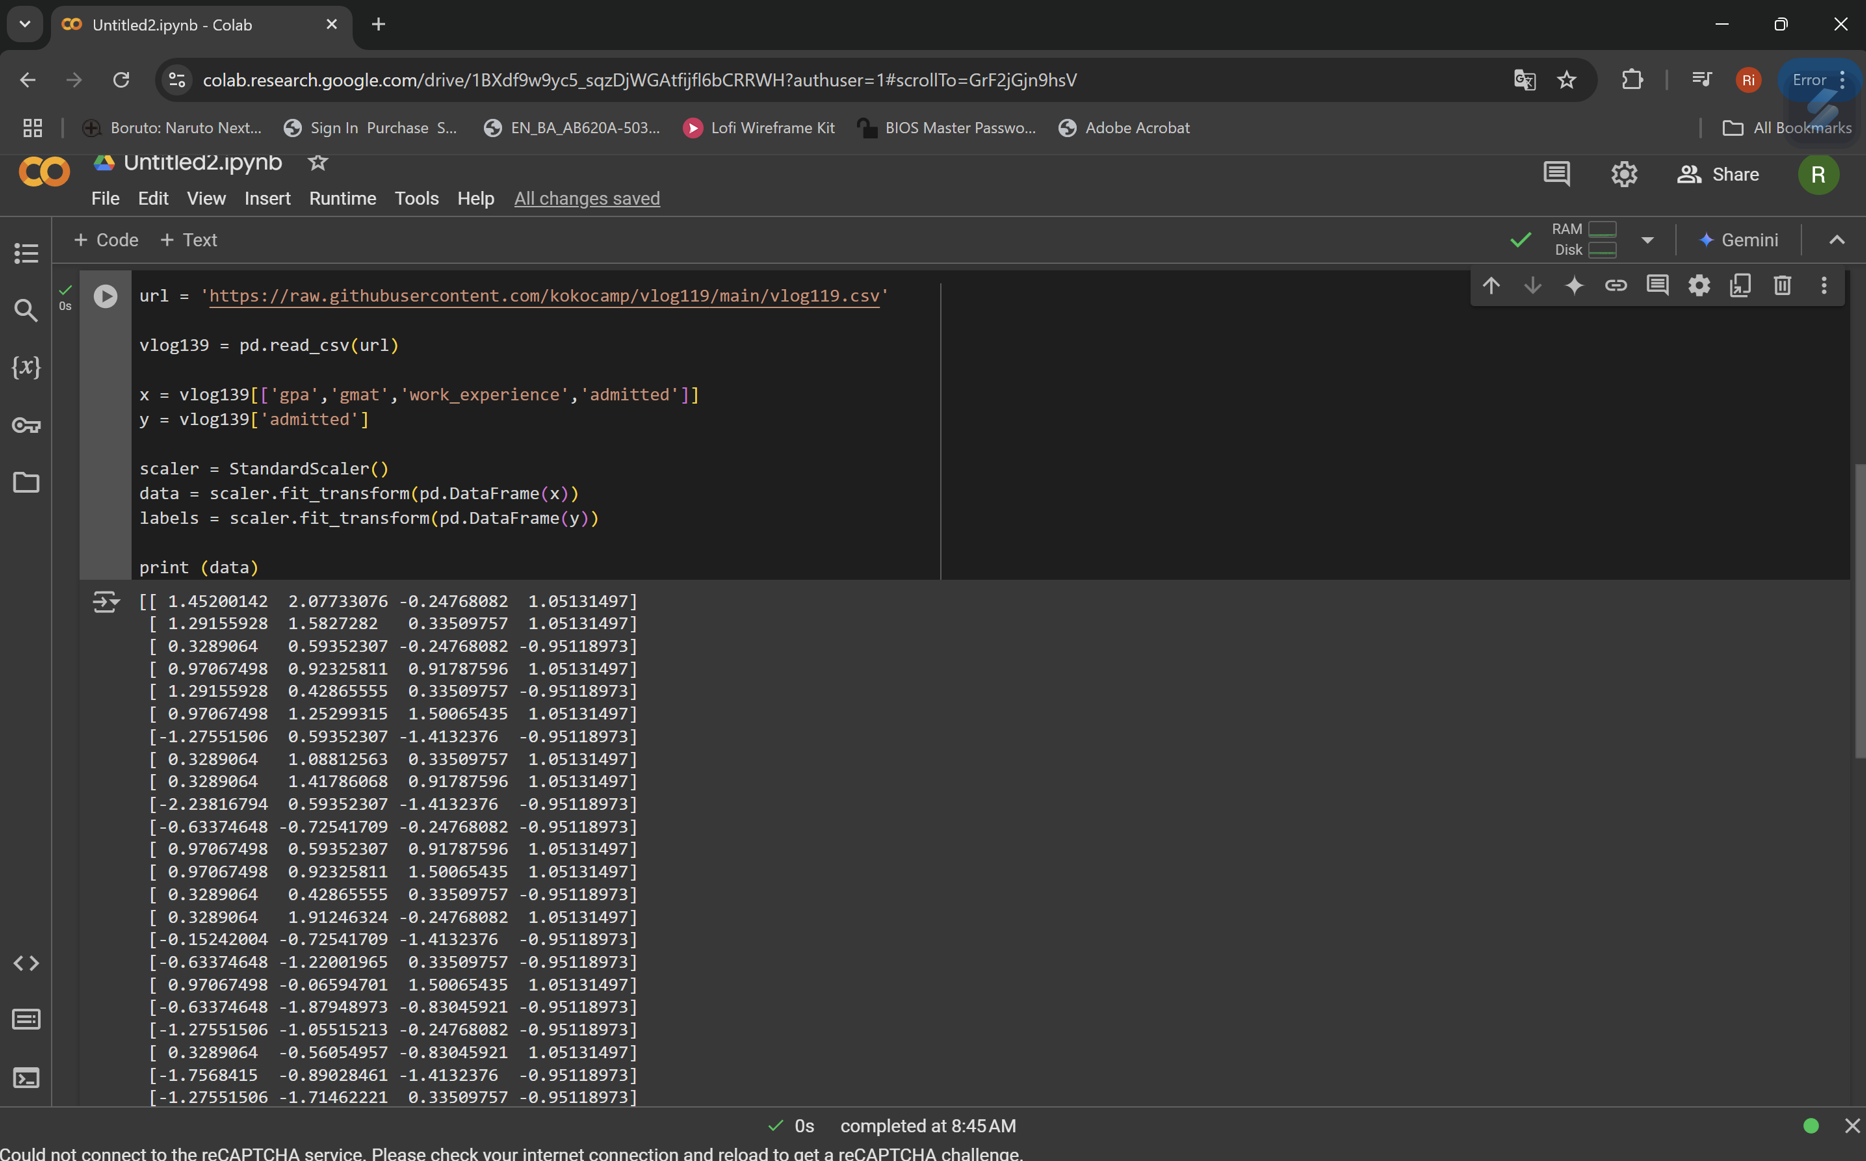 Untitled2.ipynb - Colab
colab.research.google.com/drive/1BXdf9w9yc5_sqzDjWGAtfijfl6bCRRWH?authuser=1#scrollTo=GrF2jGjn9hsV
Ri
Error
Boruto: Naruto Next...
Sign In Purchase S...
EN_BA_AB620A-503...
Lofi Wireframe Kit
BIOS Master Passwo...
Adobe Acrobat
All Bookmarks
Untitled2.ipynb
Share
R
File Edit View Insert Runtime Tools Help All changes saved
+ Code + Text
RAM
Disk
Gemini
0s
url = 'https://raw.githubusercontent.com/kokocamp/vlog119/main/vlog119.csv'
vlog139 = pd.read_csv(url)
x = vlog139[['gpa','gmat','work_experience','admitted']]
y = vlog139['admitted']
scaler = StandardScaler()
data = scaler.fit_transform(pd.DataFrame(x))
labels = scaler.fit_transform(pd.DataFrame(y))
print (data)
[[ 1.45200142 2.07733076 -0.24768082 1.05131497]
[ 1.29155928 1.5827282 0.33509757 1.05131497]
[ 0.3289064 0.59352307 -0.24768082 -0.95118973]
[ 0.97067498 0.92325811 0.91787596 1.05131497]
[ 1.29155928 0.42865555 0.33509757 -0.95118973]
[ 0.97067498 1.25299315 1.50065435 1.05131497]
[-1.27551506 0.59352307 -1.4132376 -0.95118973]
[ 0.3289064 1.08812563 0.33509757 1.05131497]
[ 0.3289064 1.41786068 0.91787596 1.05131497]
[-2.23816794 0.59352307 -1.4132376 -0.95118973]
[-0.63374648 -0.72541709 -0.24768082 -0.95118973]
[ 0.97067498 0.59352307 0.91787596 1.05131497]
[ 0.97067498 0.92325811 1.50065435 1.05131497]
[ 0.3289064 0.42865555 0.33509757 -0.95118973]
[ 0.3289064 1.91246324 -0.24768082 1.05131497]
[-0.15242004 -0.72541709 -1.4132376 -0.95118973]
[-0.63374648 -1.22001965 0.33509757 -0.95118973]
[ 0.97067498 -0.06594701 1.50065435 1.05131497]
[-0.63374648 -1.87948973 -0.83045921 -0.95118973]
[-1.27551506 -1.05515213 -0.24768082 -0.95118973]
[ 0.3289064 -0.56054957 -0.83045921 1.05131497]
[-1.7568415 -0.89028461 -1.4132376 -0.95118973]
[-1.27551506 -1.71462221 0.33509757 -0.95118973]
0s completed at 8:45 AM
Could not connect to the reCAPTCHA service. Please check your internet connection and reload to get a reCAPTCHA challenge.